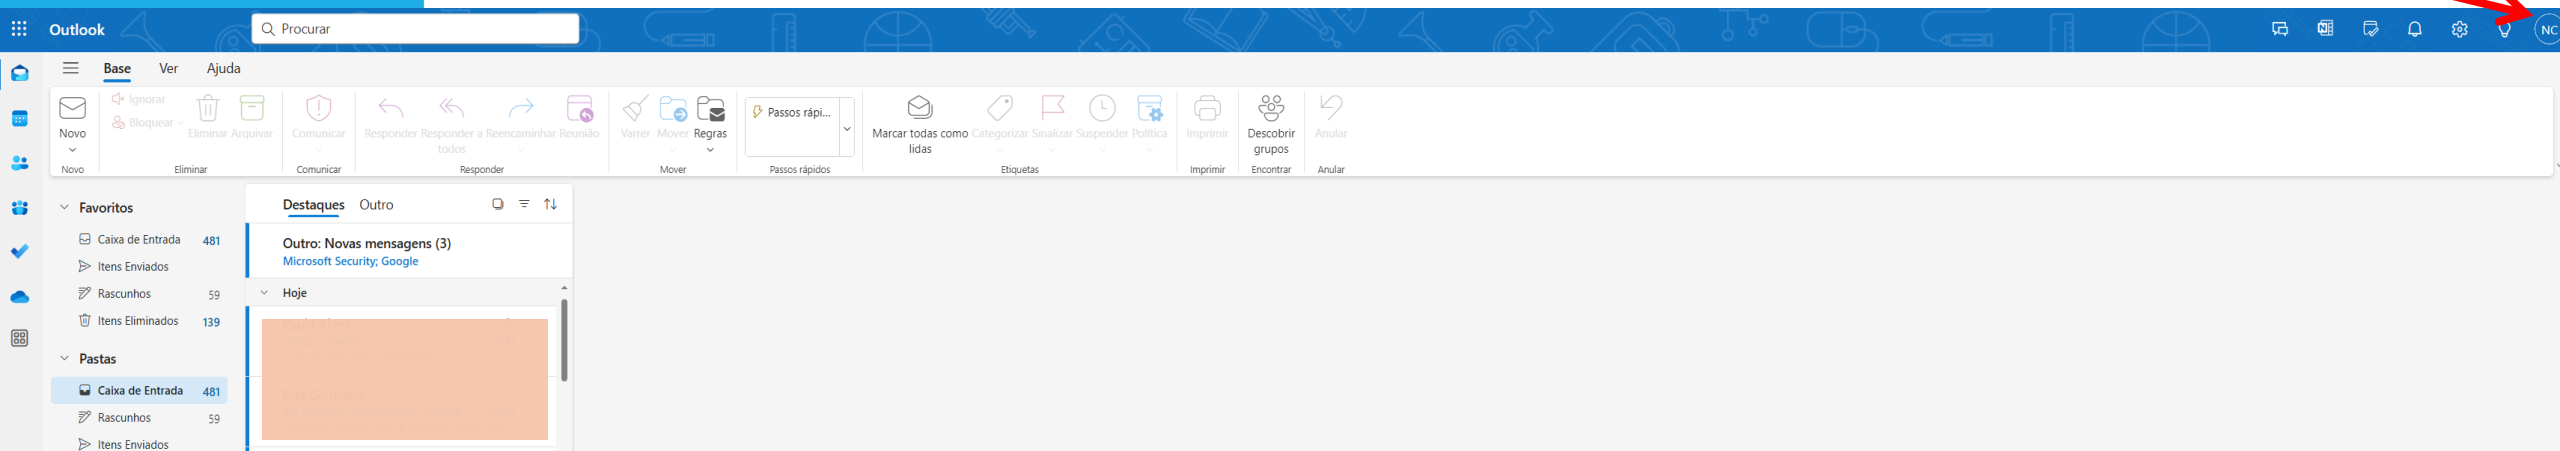 Outlook
Procurar
NC
Base Ver Ajuda
Novo
Ignorar
Bloquear
Eliminar Arquivar
Comunicar
Responder Responder a todos Reencaminhar Reunião
Varrer Mover Regras
Passos rápi...
Marcar todas como lidas
Categorizar Sinalizar Suspender Política
Imprimir
Descobrir grupos
Anular
Novo Eliminar Comunicar Responder Mover Passos rápidos Etiquetas Imprimir Encontrar Anular
Favoritos
Caixa de Entrada 481
Itens Enviados
Rascunhos 59
Itens Eliminados 139
Pastas
Caixa de Entrada 481
Rascunhos 59
Itens Enviados
Destaques Outro
Outro: Novas mensagens (3)
Microsoft Security; Google
Hoje